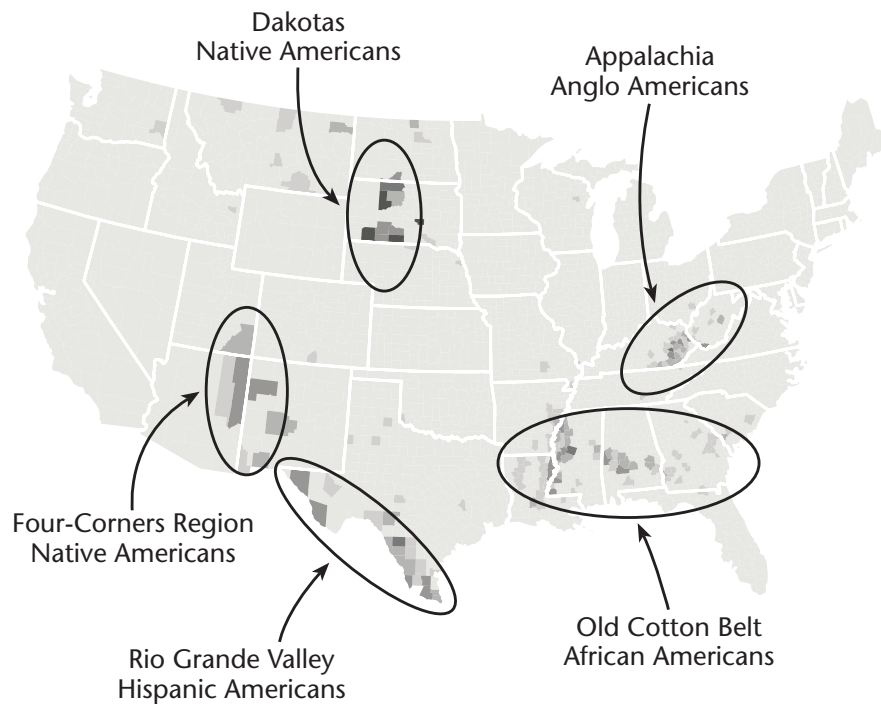 Dakotas
Native Americans
Appalachia
Anglo Americans
Four-Corners Region
Native Americans
Rio Grande Valley
Hispanic Americans
Old Cotton Belt
African Americans